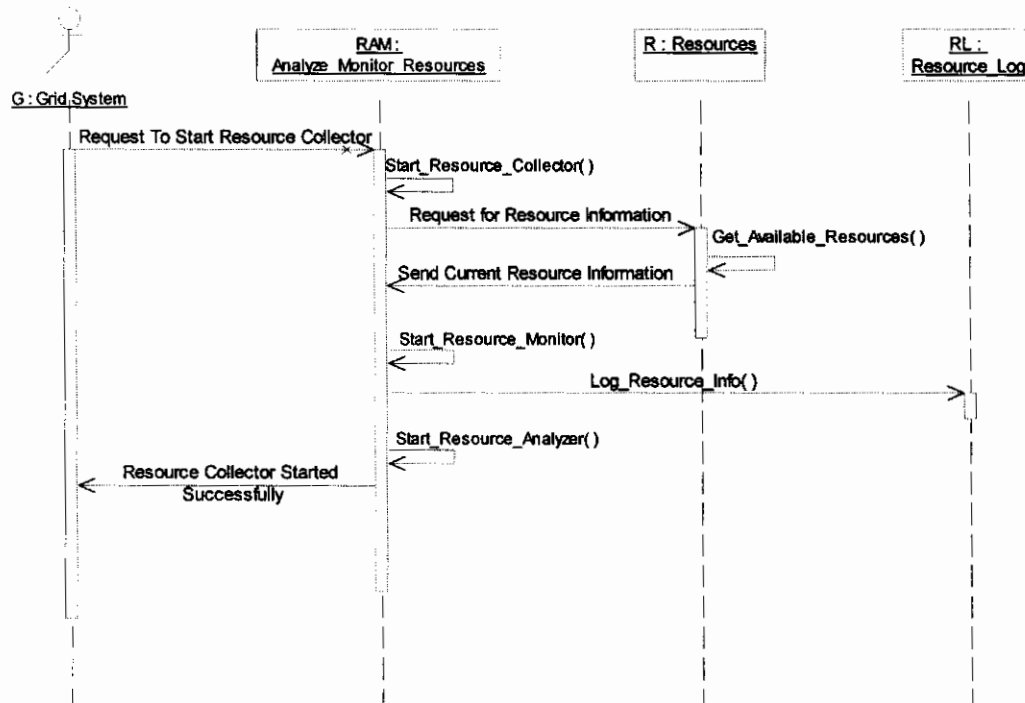 RAM :
Analyze_Monitor_Resources
R : Resources
RL :
Resource_Log
G : Grid System
Request To Start Resource Collector
Start_Resource_Collector( )
Request for Resource Information
Get_Available_Resources( )
Send Current Resource Information
Start_Resource_Monitor( )
Log_Resource_Info( )
Start_Resource_Analyzer( )
Resource Collector Started
Successfully